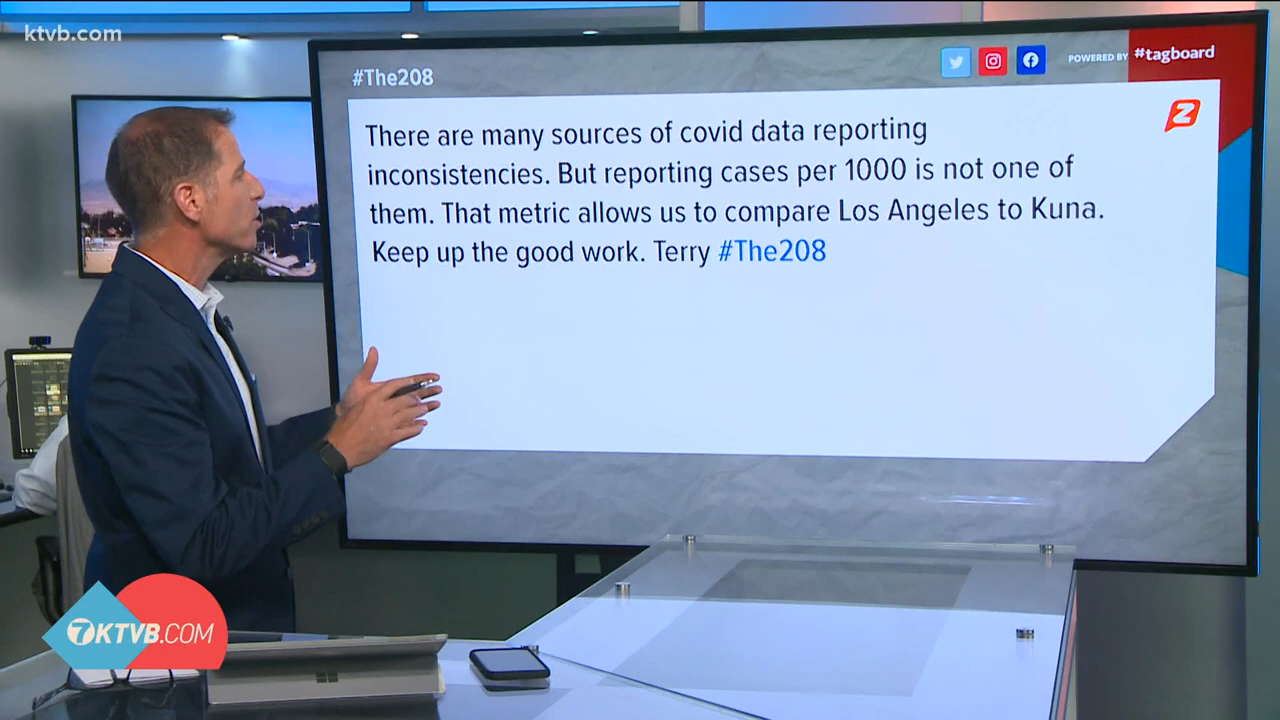 ktvb.com
#The208
POWERED BY #tagboard
There are many sources of covid data reporting
inconsistencies. But reporting cases per 1000 is not one of
them. That metric allows us to compare Los Angeles to Kuna.
Keep up the good work. Terry #The208
7KTVB.COM